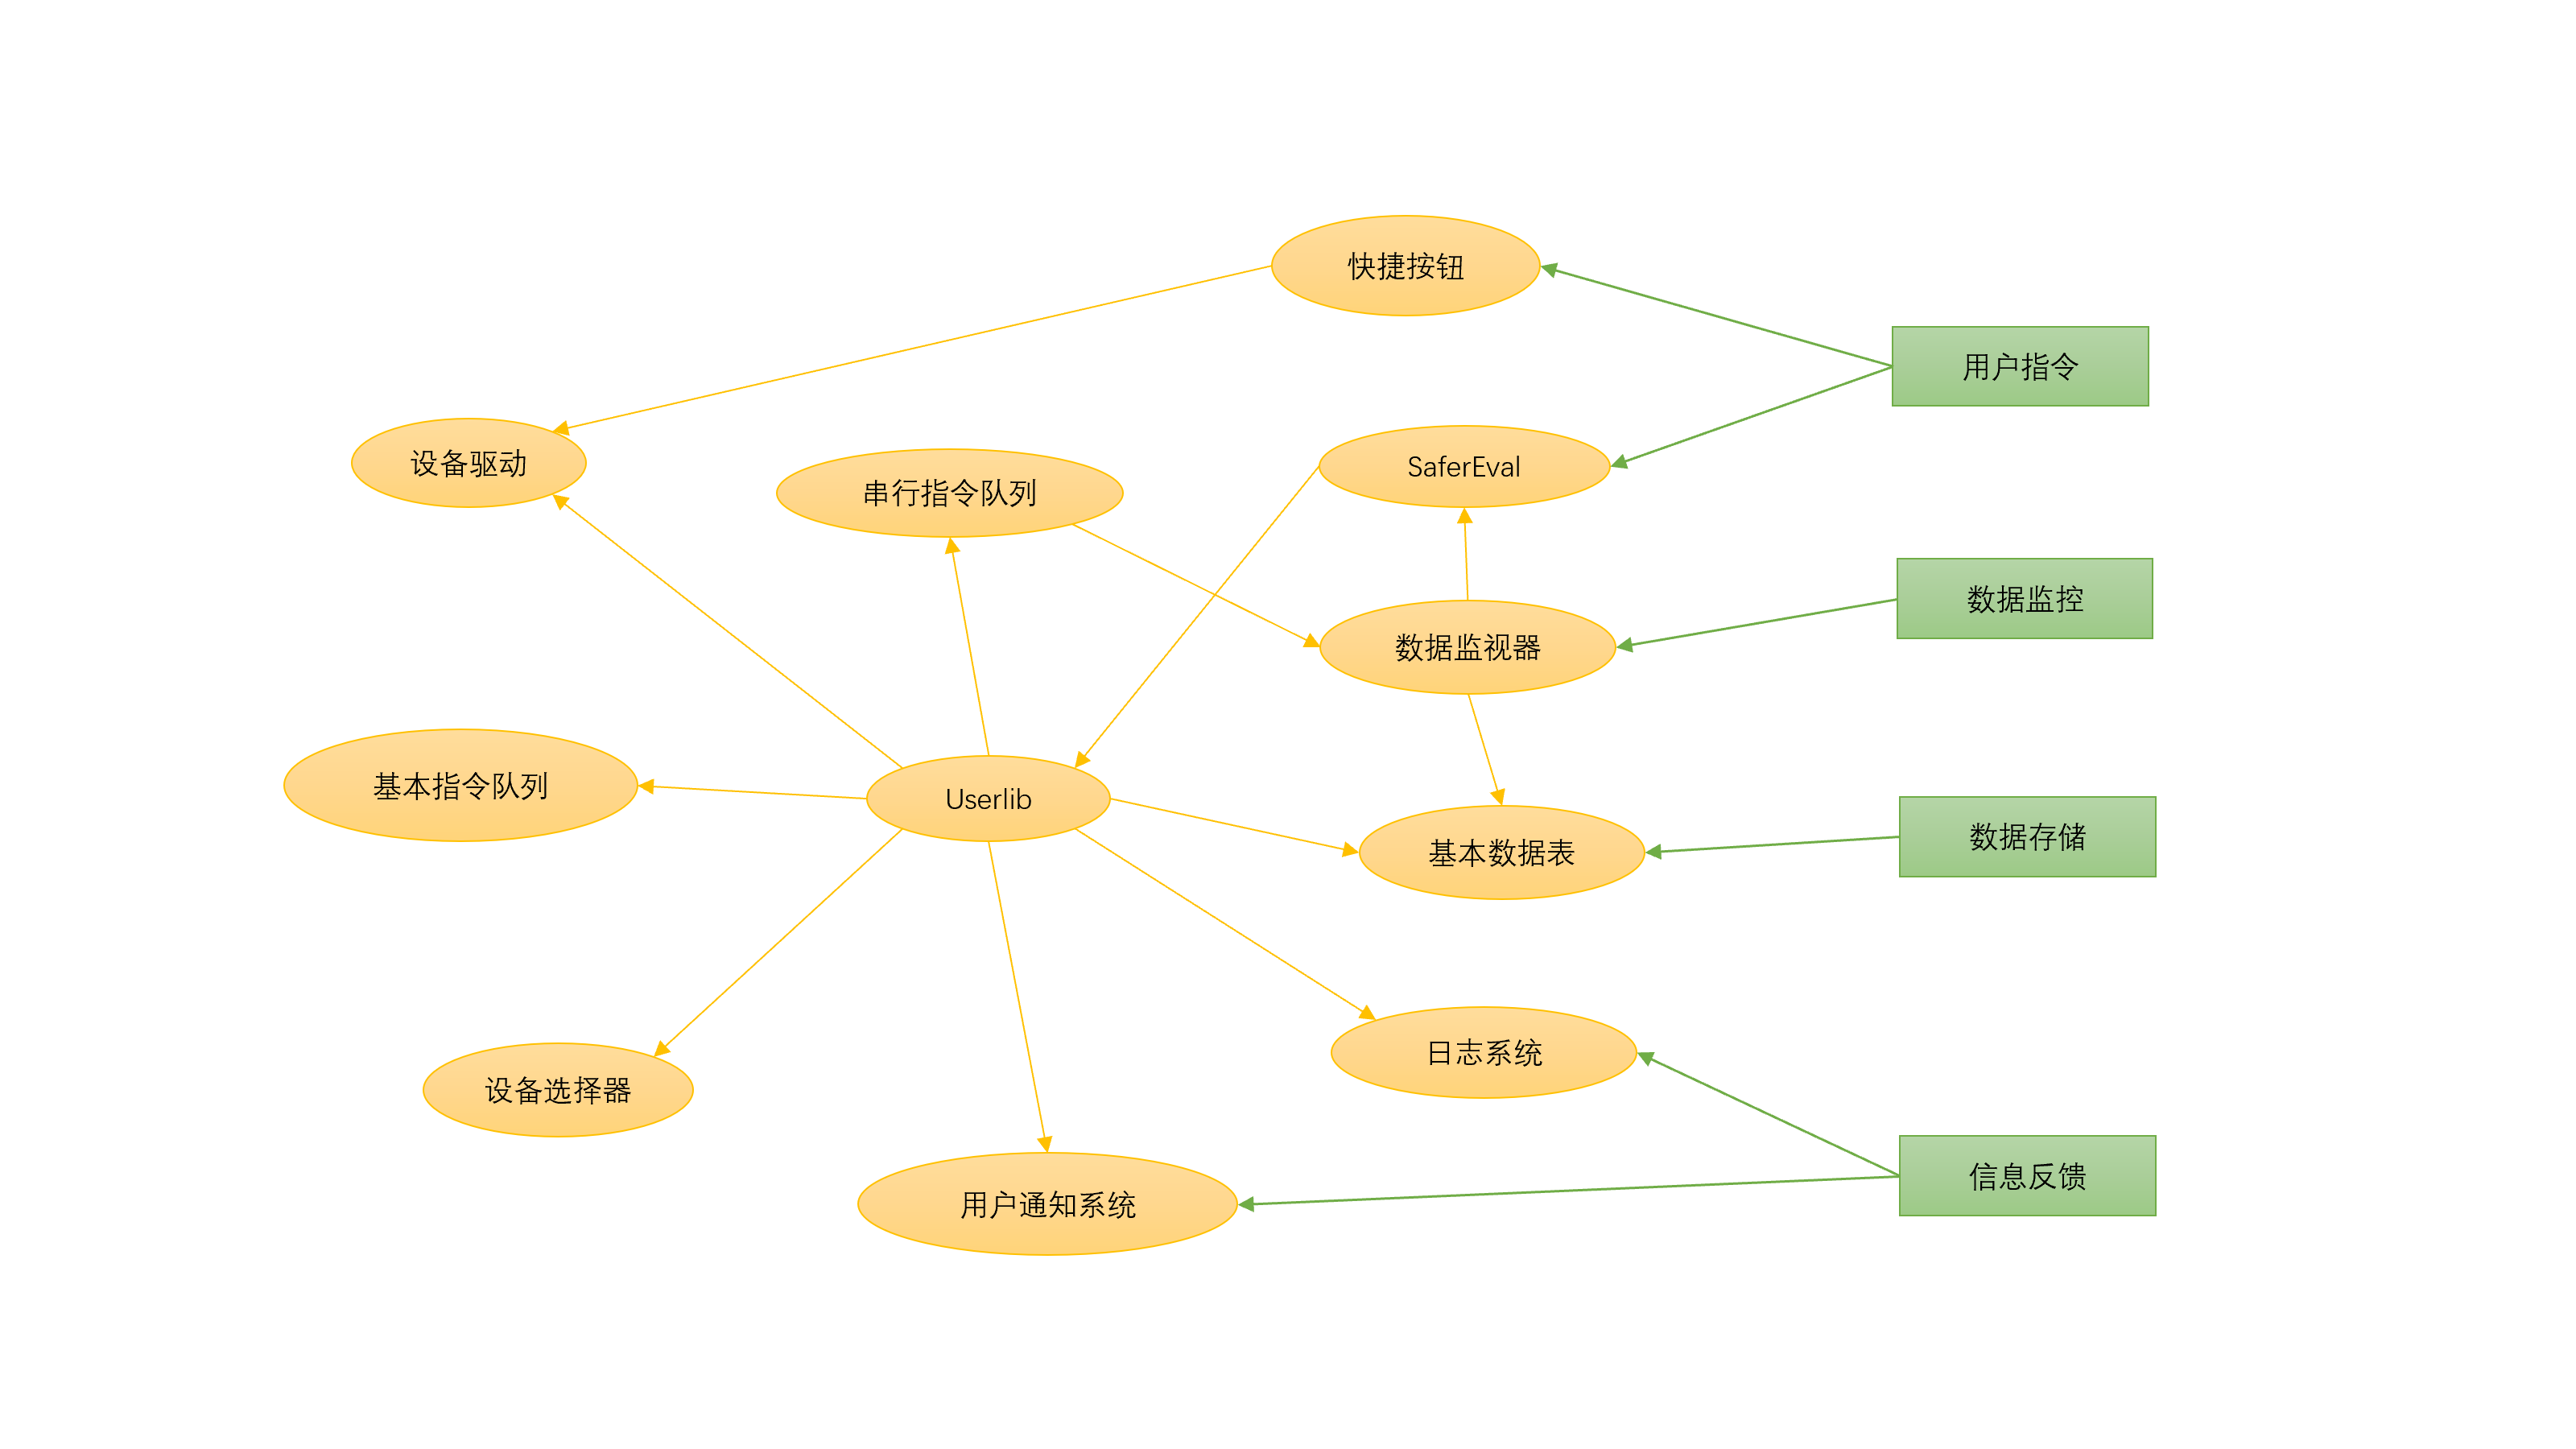 快捷按钮
用户指令
设备驱动
串行指令队列
SaferEval
数据监控
数据监视器
基本指令队列
Userlib
基本数据表
数据存储
日志系统
设备选择器
用户通知系统
信息反馈